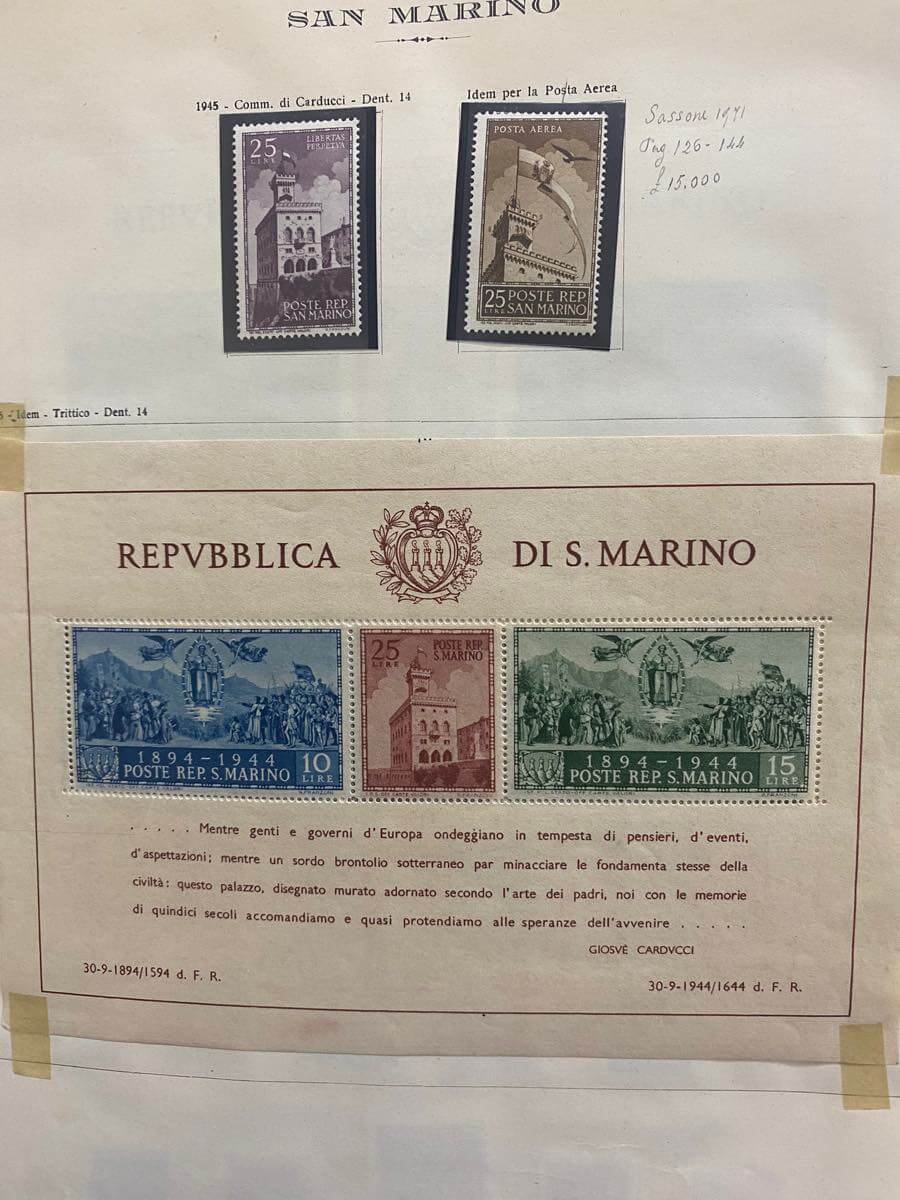 SAN MARINO
1945 - Comm. di Carducci - Dent. 14
Idem per la Posta Aerea
Sassone 1971
Pag. 126 - 144
£ 15.000
25
LIRE
LIBERTAS
PERPETVA
POSTE REP.
SAN MARINO
POSTA AEREA
25
LIRE
POSTE REP.
SAN MARINO
- Idem - Trittico - Dent. 14
REPVBBLICA DI S. MARINO
1894-1944
POSTE REP. S. MARINO
10
LIRE
S. FRANZONI
25
LIRE
POSTE REP.
S. MARINO
1894-1944
POSTE REP. S. MARINO
15
LIRE
S. FRANZONI
. . . . . Mentre genti e governi d'Europa ondeggiano in tempesta di pensieri, d'eventi,
d'aspettazioni; mentre un sordo brontolio sotterraneo par minacciare le fondamenta stesse della
civiltà: questo palazzo, disegnato murato adornato secondo l'arte dei padri, noi con le memorie
di quindici secoli accomandiamo e quasi protendiamo alle speranze dell'avvenire . . . . .
GIOSVÈ CARDVCCI
30-9-1894/1594 d. F. R.
30-9-1944/1644 d. F. R.